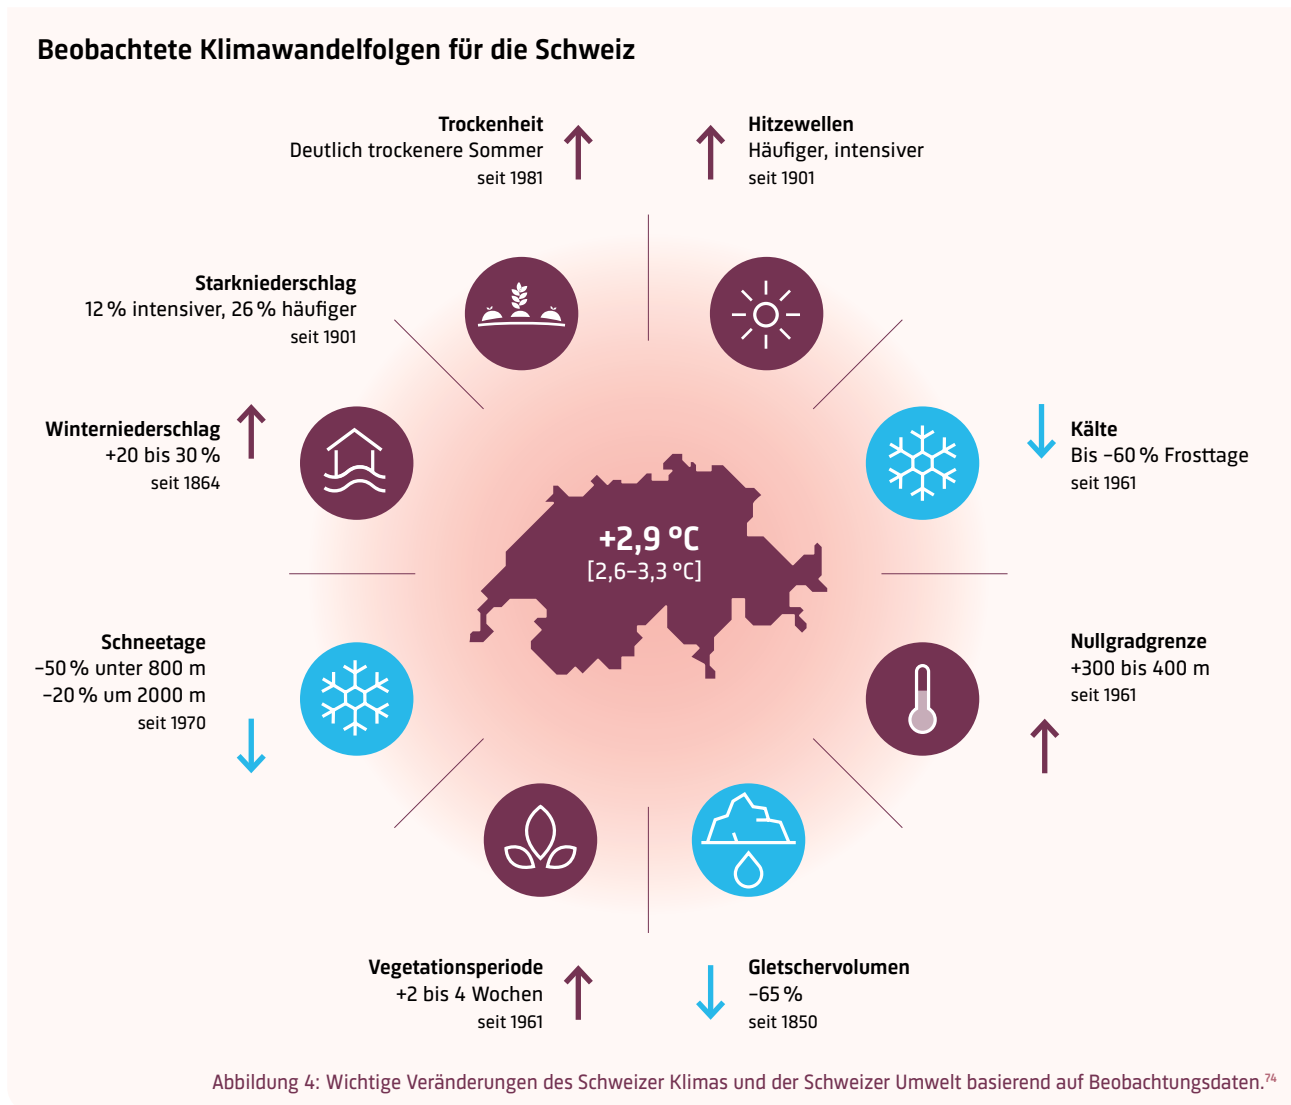 Beobachtete Klimawandelfolgen für die Schweiz
Trockenheit
Deutlich trockenere Sommer
seit 1981
Hitzewellen
Häufiger, intensiver
seit 1901
Starkniederschlag
12 % intensiver, 26 % häufiger
seit 1901
Winterniederschlag
+20 bis 30 %
seit 1864
Kälte
Bis −60 % Frosttage
seit 1961
+2,9 °C
[2,6–3,3 °C]
Schneetage
−50 % unter 800 m
−20 % um 2000 m
seit 1970
Nullgradgrenze
+300 bis 400 m
seit 1961
Vegetationsperiode
+2 bis 4 Wochen
seit 1961
Gletschervolumen
−65 %
seit 1850
Abbildung 4: Wichtige Veränderungen des Schweizer Klimas und der Schweizer Umwelt basierend auf Beobachtungsdaten.⁷⁴